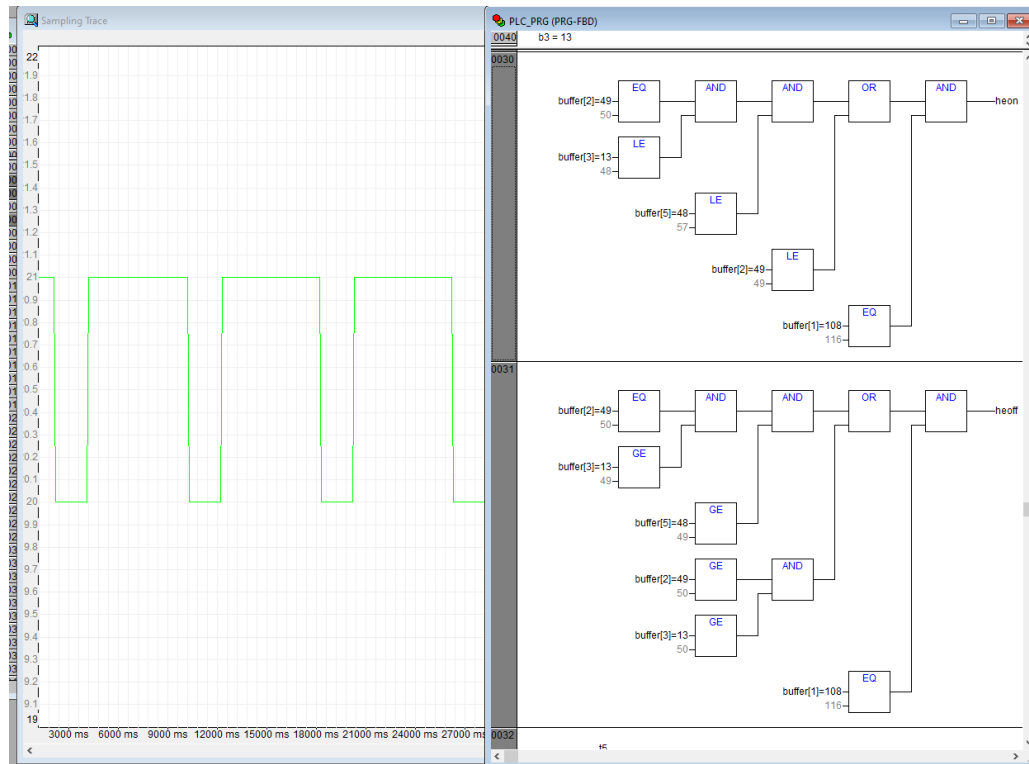 Sampling Trace
22
1.9
1.8
1.7
1.6
1.5
1.4
1.3
1.2
1.1
21
0.9
0.8
0.7
0.6
0.5
0.4
0.3
0.2
0.1
20
9.9
9.8
9.7
9.6
9.5
9.4
9.3
9.2
9.1
19
3000 ms 6000 ms 9000 ms 12000 ms 15000 ms 18000 ms 21000 ms 24000 ms 27000 ms
PLC_PRG (PRG-FBD)
0040 b3 = 13
0030
EQ AND AND OR AND
buffer[2]=49 heon
50
LE
buffer[3]=13
48
LE
buffer[5]=48
57
LE
buffer[2]=49
49
EQ
buffer[1]=108
116
0031
EQ AND AND OR AND
buffer[2]=49 heoff
50
GE
buffer[3]=13
49
GE
buffer[5]=48
49
GE AND
buffer[2]=49
50
GE
buffer[3]=13
50
EQ
buffer[1]=108
116
0032